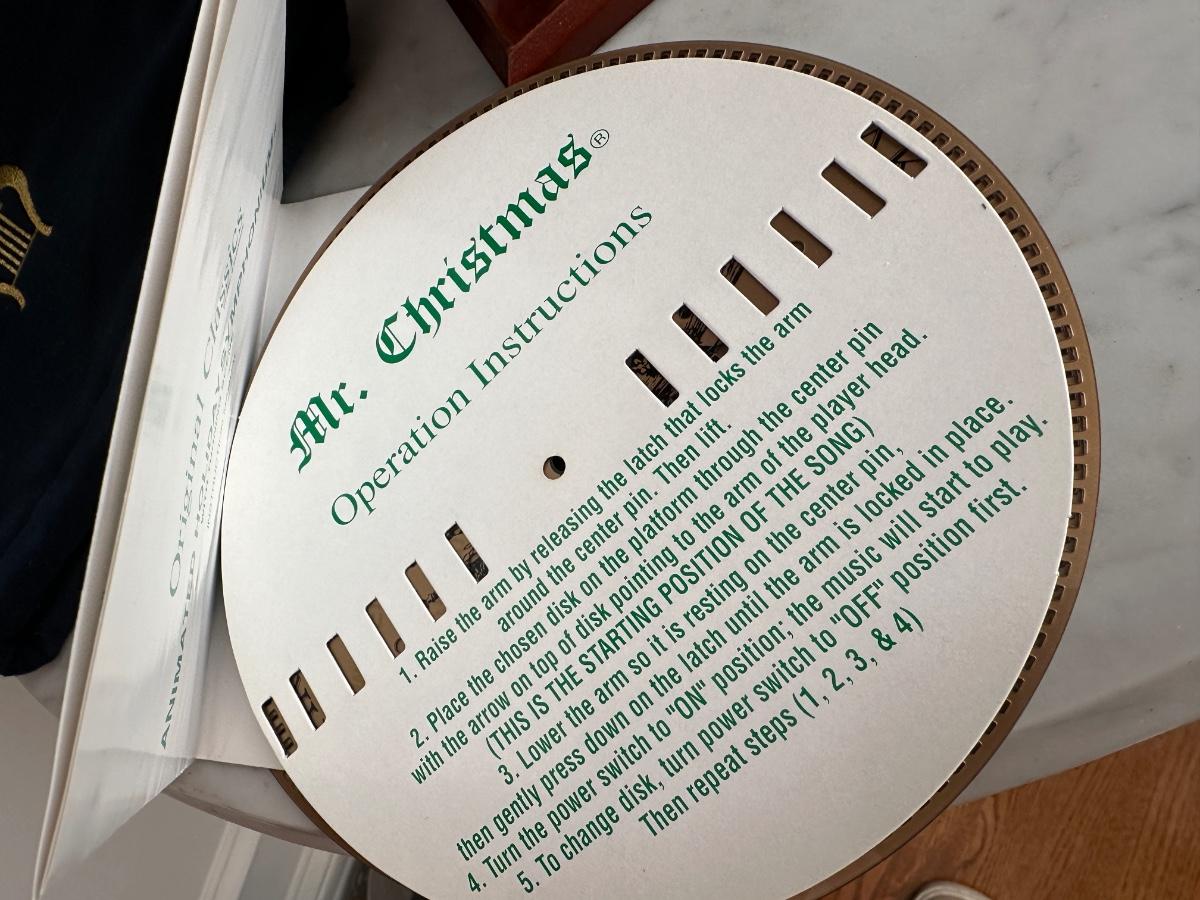 Mr. Christmas®
Operation Instructions
1. Raise the arm by releasing the latch that locks the arm
around the center pin. Then lift.
2. Place the chosen disk on the platform through the center pin
with the arrow on top of disk pointing to the arm of the player head.
(THIS IS THE STARTING POSITION OF THE SONG)
3. Lower the arm so it is resting on the center pin,
then gently press down on the latch until the arm is locked in place.
4. Turn the power switch to "ON" position; the music will start to play.
5. To change disk, turn power switch to "OFF" position first.
Then repeat steps (1, 2, 3, & 4)
Original Classics
ANIMATED HOLIDAY SYMPHONIUM